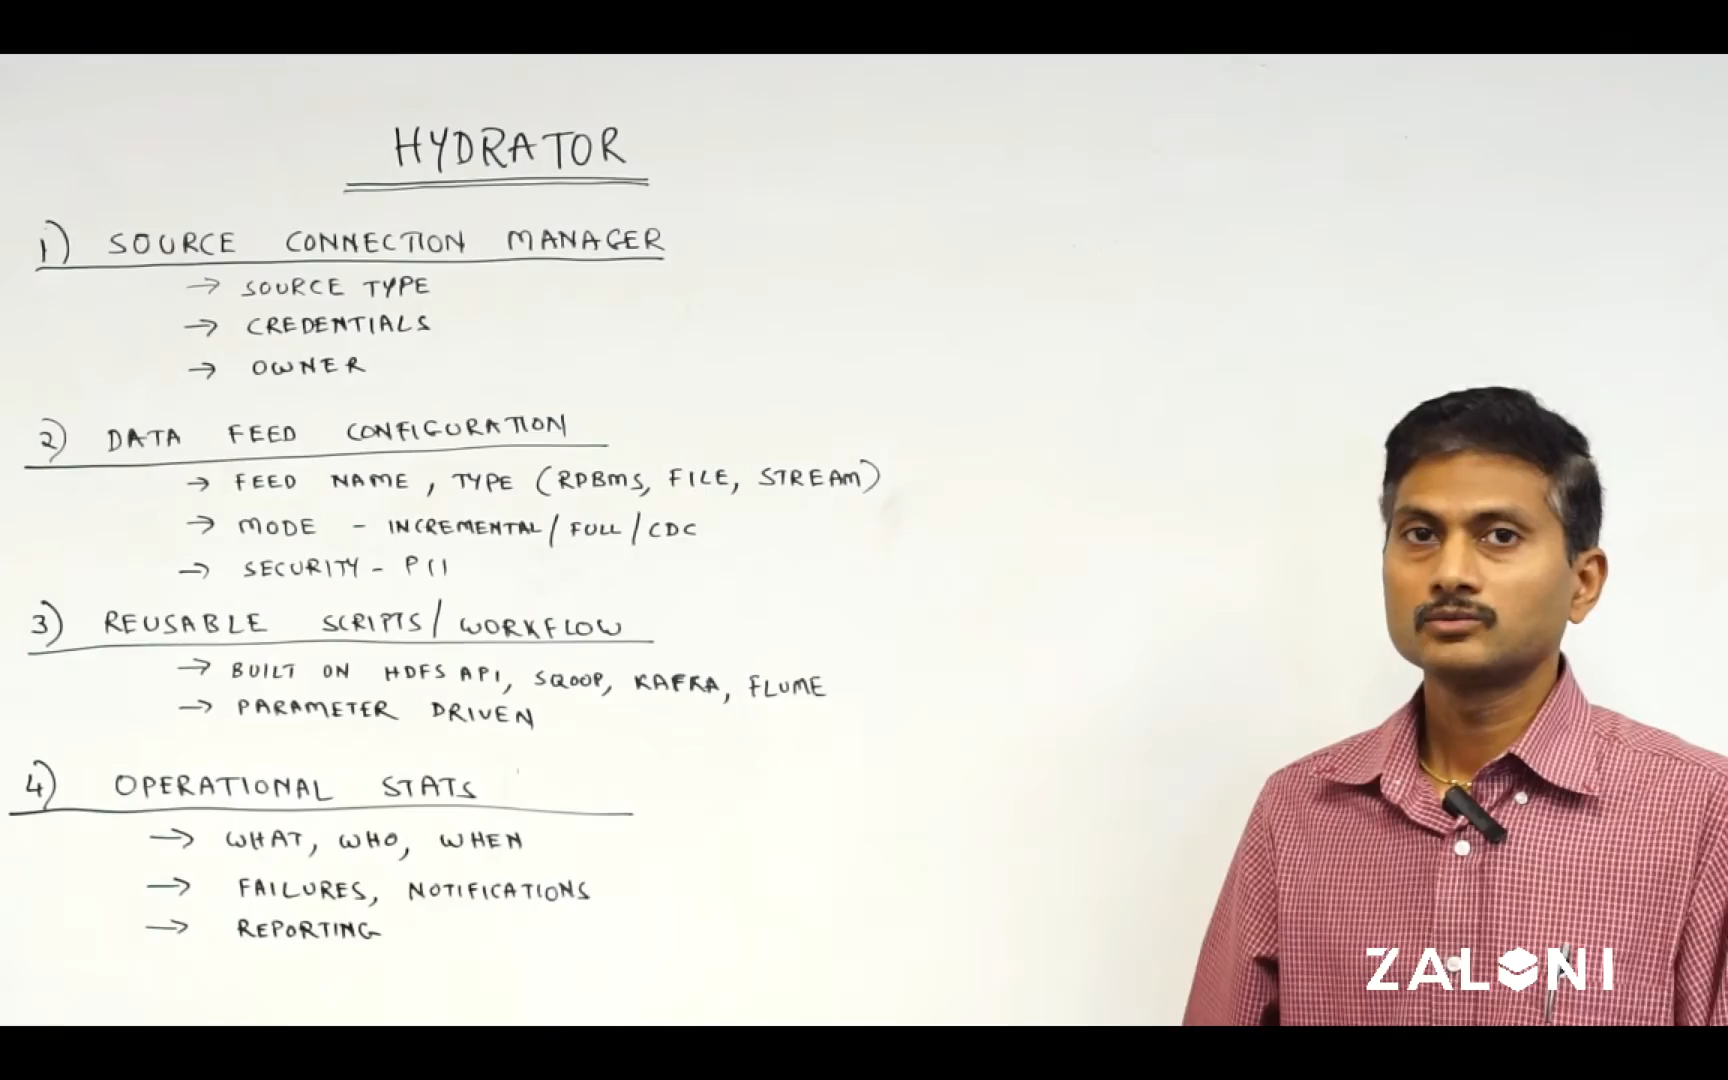 HYDRATOR
1) SOURCE CONNECTION MANAGER
→ SOURCE TYPE
→ CREDENTIALS
→ OWNER
2) DATA FEED CONFIGURATION
→ FEED NAME, TYPE (RDBMS, FILE, STREAM)
→ MODE - INCREMENTAL/FULL/CDC
→ SECURITY - PCI
3) REUSABLE SCRIPTS/WORKFLOW
→ BUILT ON HDFS API, SQOOP, KAFKA, FLUME
→ PARAMETER DRIVEN
4) OPERATIONAL STATS
→ WHAT, WHO, WHEN
→ FAILURES, NOTIFICATIONS
→ REPORTING
ZALONI